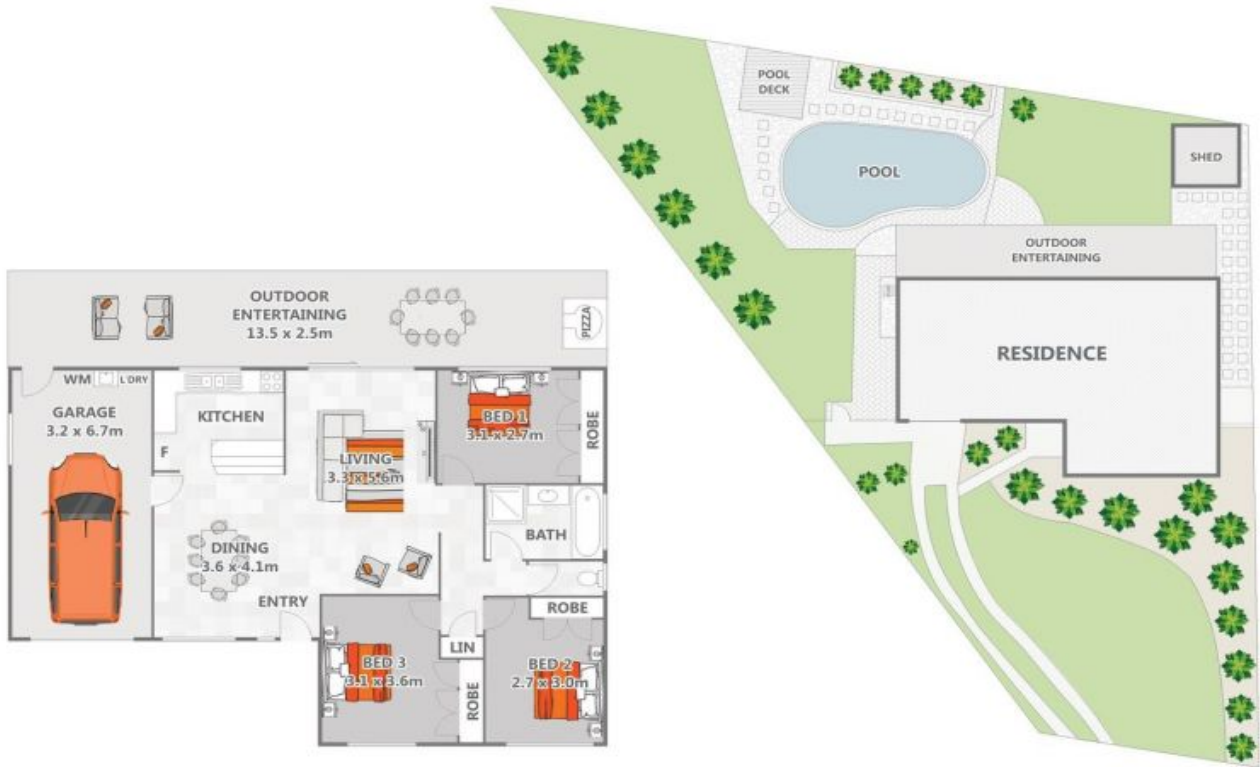 OUTDOOR
ENTERTAINING
13.5 x 2.5m
PIZZA
WM
L'DRY
GARAGE
3.2 x 6.7m
KITCHEN
F
LIVING
3.3 x 5.6m
BED 1
3.1 x 2.7m
ROBE
BATH
DINING
3.6 x 4.1m
ENTRY
ROBE
LIN
BED 3
3.1 x 3.6m
ROBE
BED 2
2.7 x 3.0m
POOL
DECK
POOL
SHED
OUTDOOR
ENTERTAINING
RESIDENCE